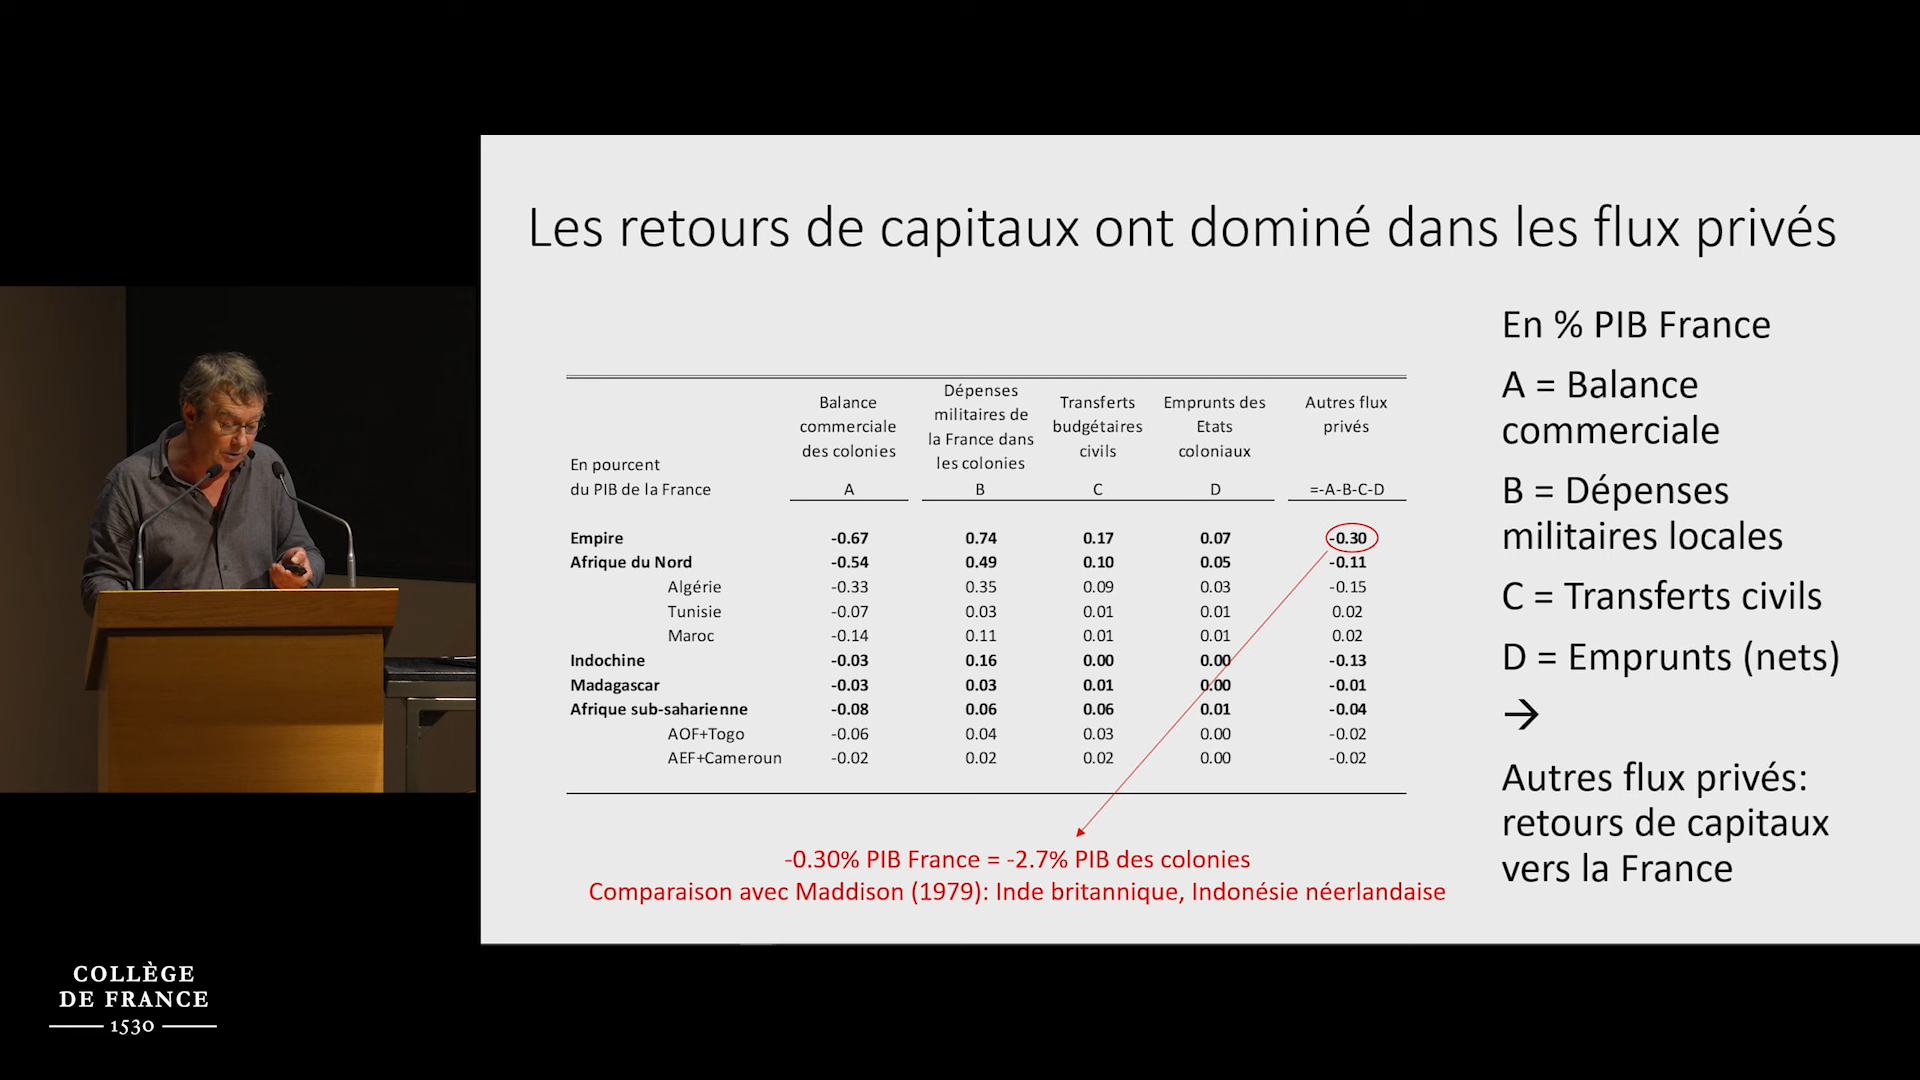 Les retours de capitaux ont dominé dans les flux privés
En pourcent
du PIB de la France
Balance
commerciale
des colonies
A
Dépenses
militaires de
la France dans
les colonies
B
Transferts
budgétaires
civils
C
Emprunts des
Etats
coloniaux
D
Autres flux
privés
=-A-B-C-D
Empire -0.67 0.74 0.17 0.07 -0.30
Afrique du Nord -0.54 0.49 0.10 0.05 -0.11
Algérie -0.33 0.35 0.09 0.03 -0.15
Tunisie -0.07 0.03 0.01 0.01 0.02
Maroc -0.14 0.11 0.01 0.01 0.02
Indochine -0.03 0.16 0.00 0.00 -0.13
Madagascar -0.03 0.03 0.01 0.00 -0.01
Afrique sub-saharienne -0.08 0.06 0.06 0.01 -0.04
AOF+Togo -0.06 0.04 0.03 0.00 -0.02
AEF+Cameroun -0.02 0.02 0.02 0.00 -0.02
-0.30% PIB France = -2.7% PIB des colonies
Comparaison avec Maddison (1979): Inde britannique, Indonésie néerlandaise
En % PIB France
A = Balance
commerciale
B = Dépenses
militaires locales
C = Transferts civils
D = Emprunts (nets)
→
Autres flux privés:
retours de capitaux
vers la France
COLLÈGE
DE FRANCE
1530